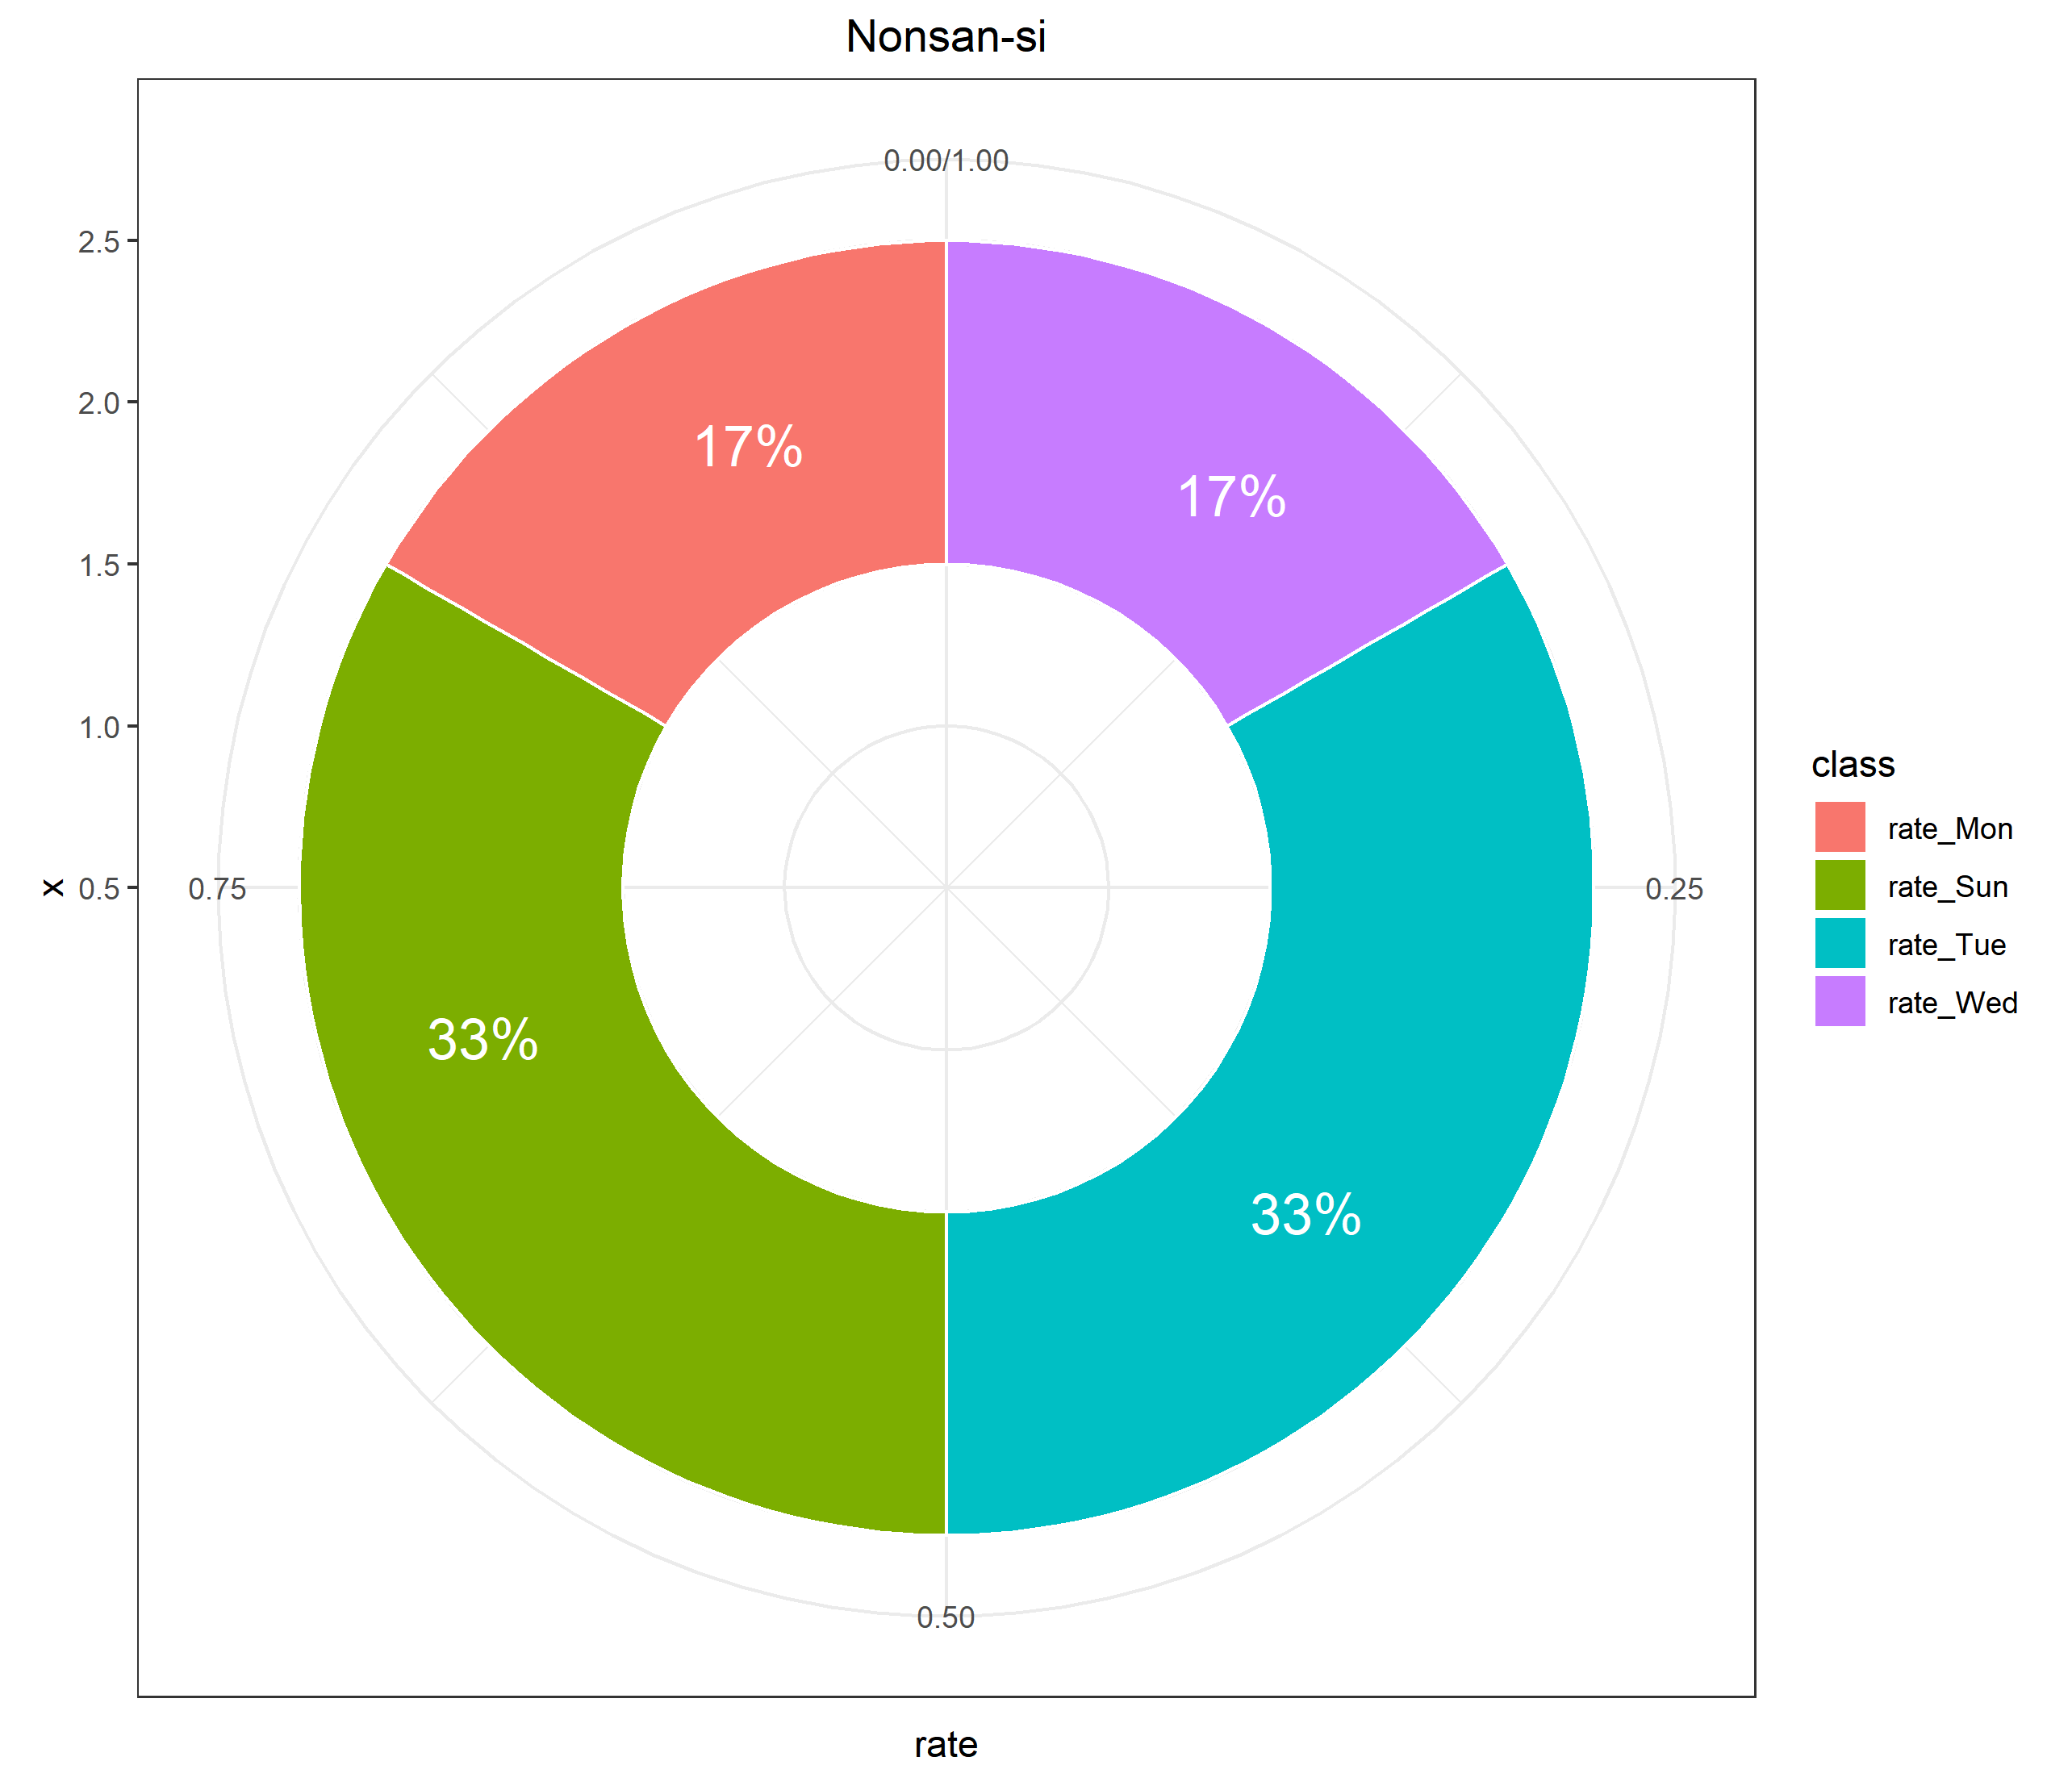 Nonsan-si
0.00/1.00
2.5
2.0
17%
17%
1.5
1.0
class
rate_Mon
rate_Sun
rate_Tue
rate_Wed
x
0.5
0.75
0.25
33%
33%
0.50
rate